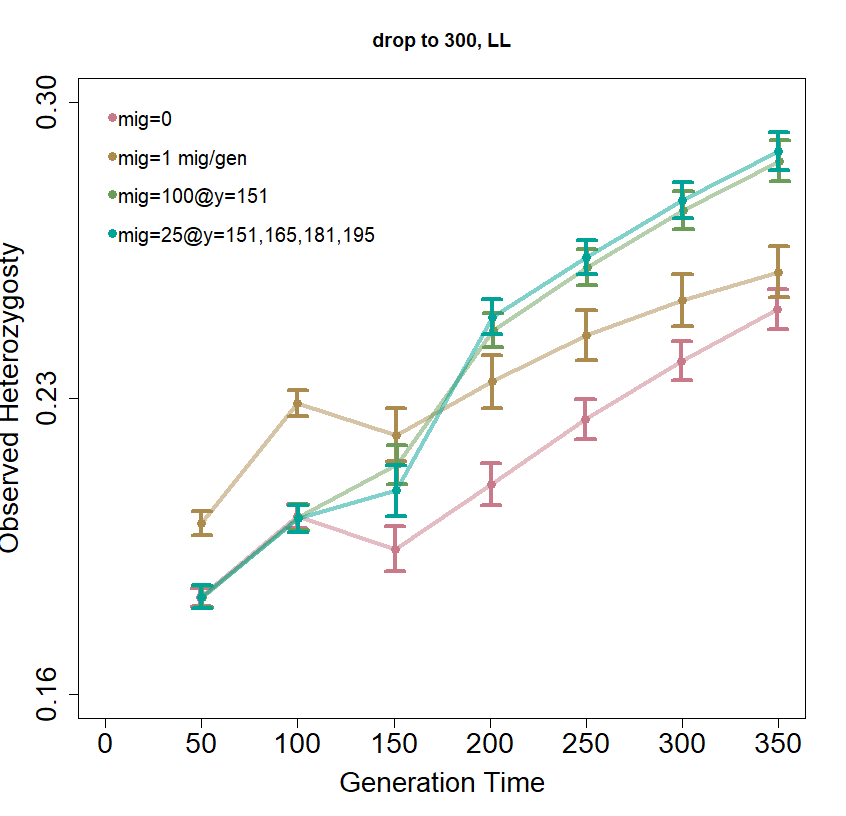 drop to 300, LL
0.30
0.23
0.16
Observed Heterozygosty
mig=0
mig=1 mig/gen
mig=100@y=151
mig=25@y=151,165,181,195
0 50 100 150 200 250 300 350
Generation Time